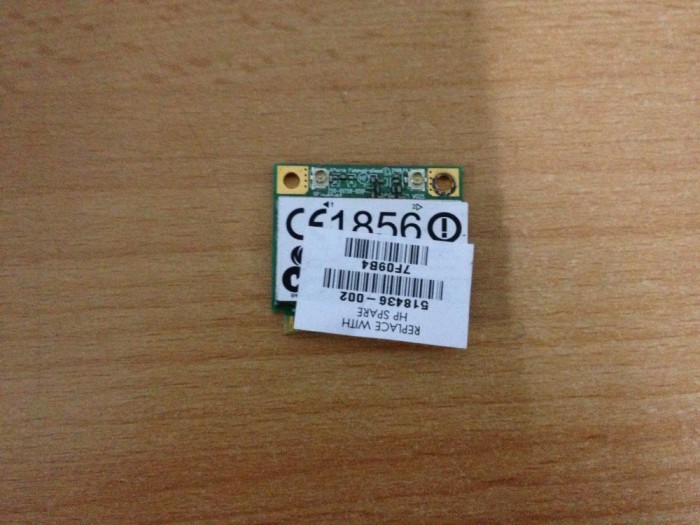 CE1856
REPLACE WITH
HP SPARE
518436-002
7F09B4